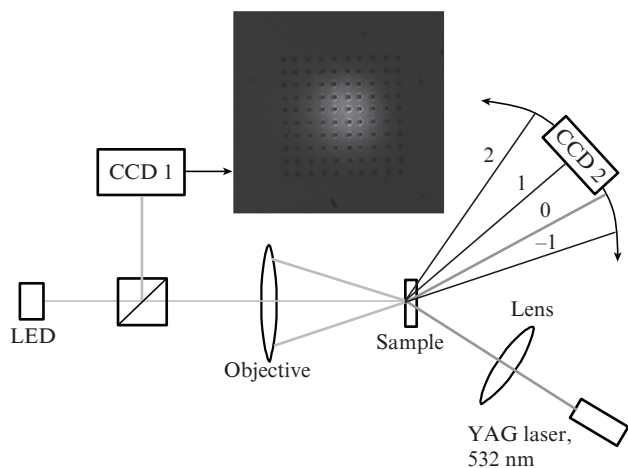 CCD 1
CCD 2
2
1
0
–1
LED
Objective
Sample
Lens
YAG laser,
532 nm